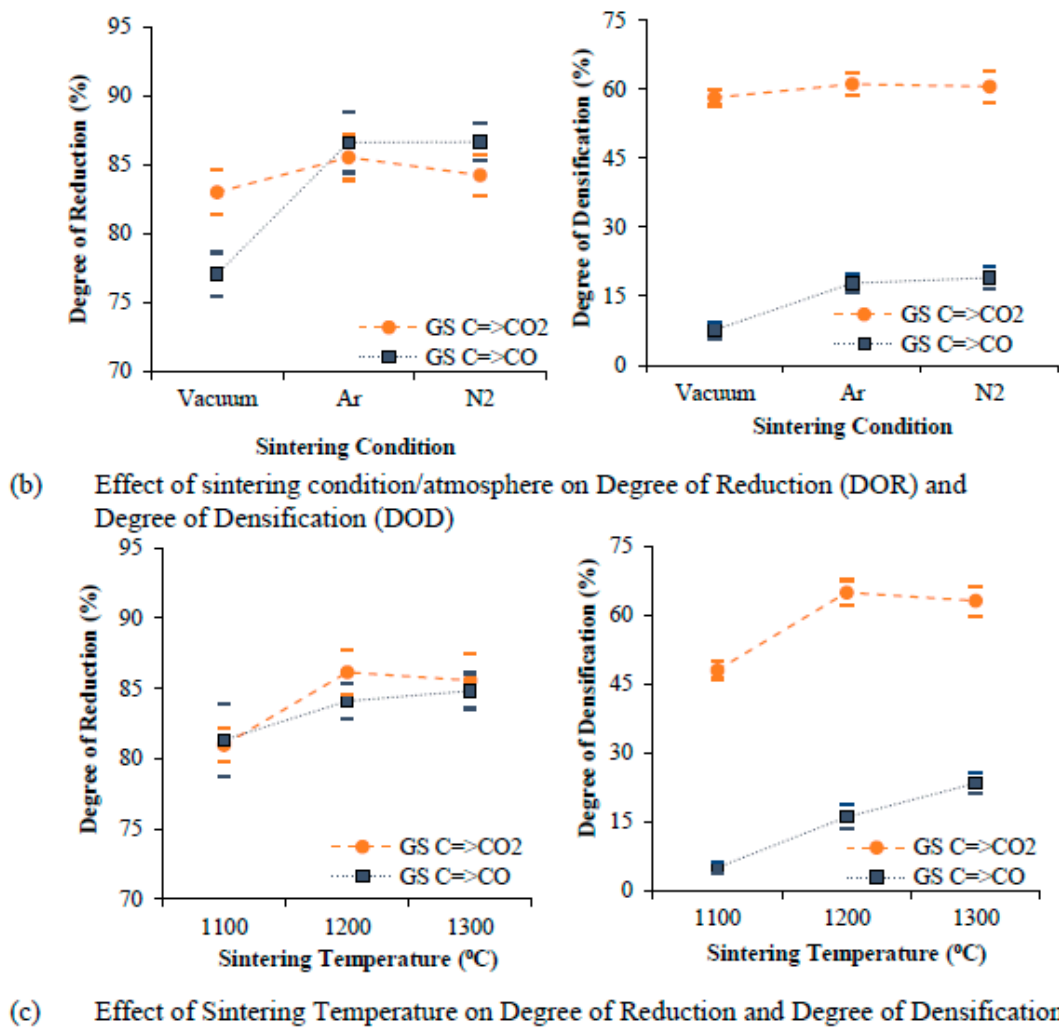 95
90
85
80
75
70
Degree of Reduction (%)
GS C=>CO2
GS C=>CO
Vacuum Ar N2
Sintering Condition
75
60
45
30
15
0
Degree of Densification (%)
GS C=>CO2
GS C=>CO
Vacuum Ar N2
Sintering Condition
(b) Effect of sintering condition/atmosphere on Degree of Reduction (DOR) and
Degree of Densification (DOD)
95
90
85
80
75
70
Degree of Reduction (%)
GS C=>CO2
GS C=>CO
1100 1200 1300
Sintering Temperature (⁰C)
75
60
45
30
15
0
Degree of Densification (%)
GS C=>CO2
GS C=>CO
1100 1200 1300
Sintering Temperature (⁰C)
(c) Effect of Sintering Temperature on Degree of Reduction and Degree of Densification